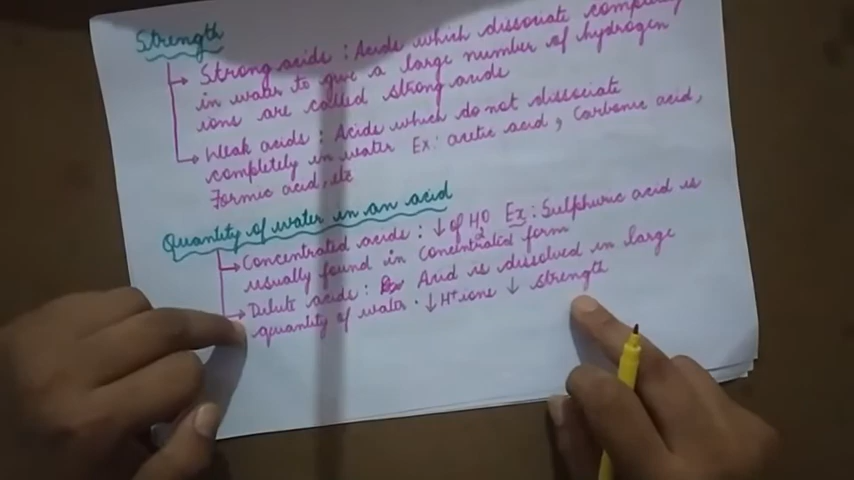 Strength
Strong acids : Acids which dissociate completely
in water to give a large number of hydrogen
ions are called strong acids
Weak acids : Acids which do not dissociate
completely in water Ex: acetic acid, Carbonic acid,
Formic acid, etc
Quantity of water in an acid
Concentrated acids : ↓ of H2O Ex : Sulphuric acid is
usually found in concentrated form
Dilute acids : Acid is dissolved in large
quantity of water. ↓ H+ ions ↓ strength